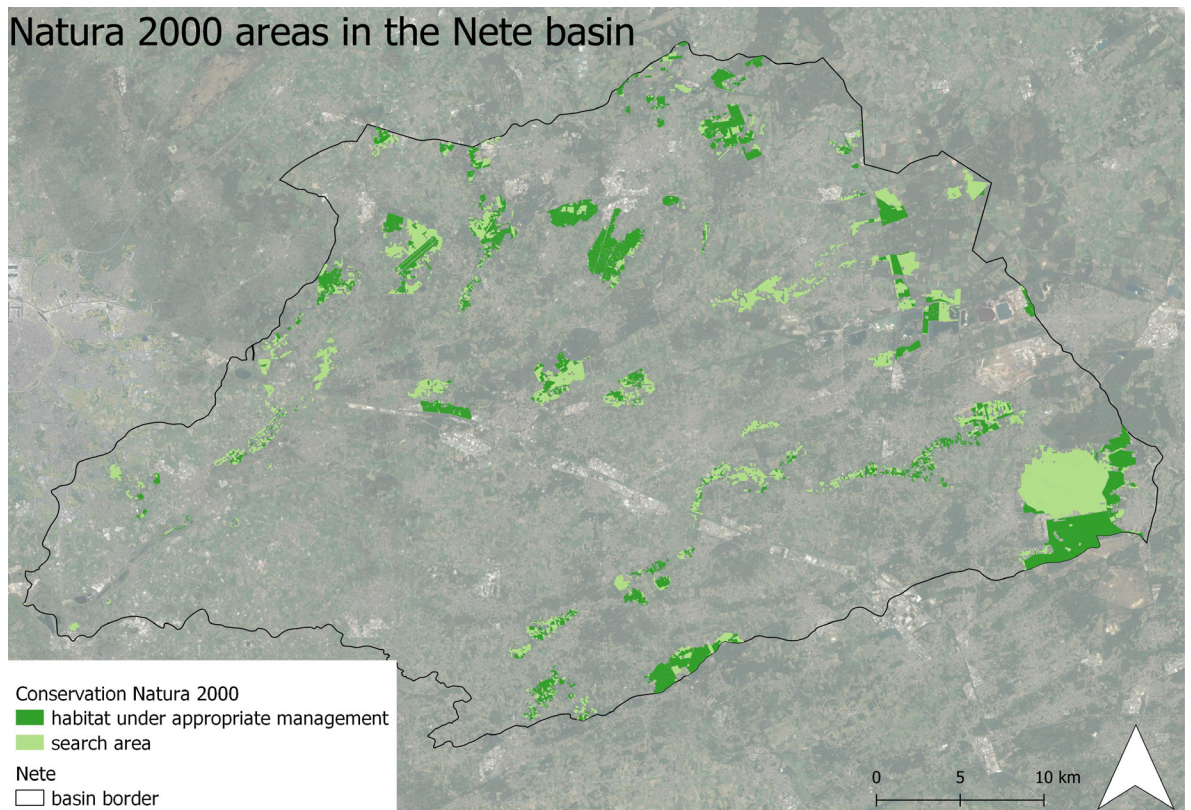 Natura 2000 areas in the Nete basin
Conservation Natura 2000
habitat under appropriate management
search area
Nete
basin border
0 5 10 km